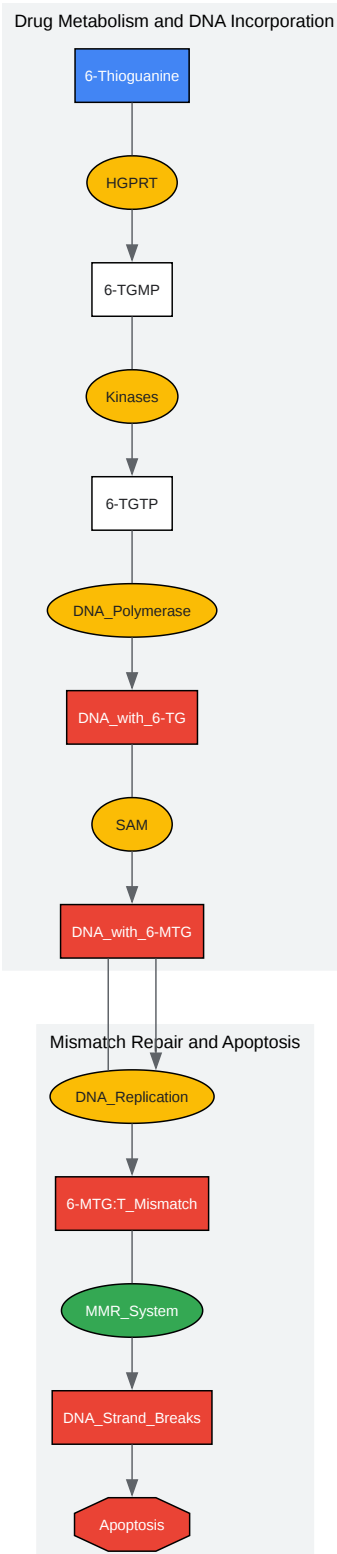 Drug Metabolism and DNA Incorporation
6-Thioguanine
HGPRT
6-TGMP
Kinases
6-TGTP
DNA_Polymerase
DNA_with_6-TG
SAM
DNA_with_6-MTG
Mismatch Repair and Apoptosis
DNA_Replication
6-MTG:T_Mismatch
MMR_System
DNA_Strand_Breaks
Apoptosis